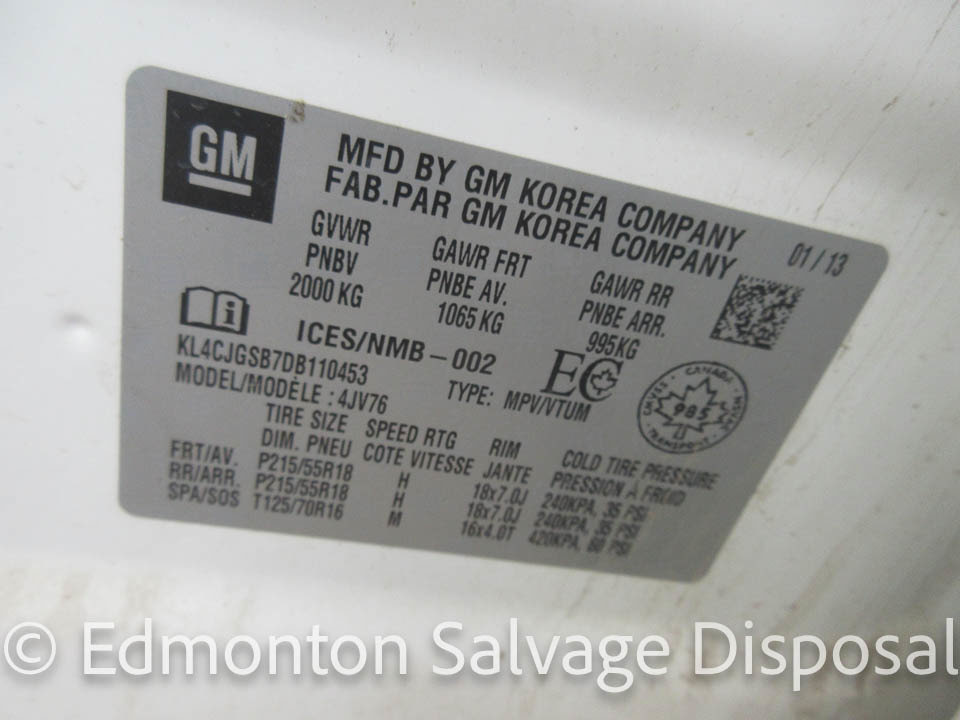 GM
MFD BY GM KOREA COMPANY
FAB.PAR GM KOREA COMPANY
01/13
GVWR GAWR FRT GAWR RR
PNBV PNBE AV. PNBE ARR.
2000 KG 1065 KG 995KG
ICES/NMB-002
KL4CJGSB7DB110453
MODEL/MODÈLE : 4JV76 TYPE: MPV/VTUM
CANADA
985
TRANSPORT
TIRE SIZE SPEED RTG RIM COLD TIRE PRESSURE
DIM. PNEU COTE VITESSE JANTE PRESSION À FROID
FRT/AV. P215/55R18 H 18x7.0J 240KPA, 35 PSI
RR/ARR. P215/55R18 H 18x7.0J 240KPA, 35 PSI
SPA/SOS T125/70R16 M 16x4.0T 420KPA, 60 PSI
© Edmonton Salvage Disposal